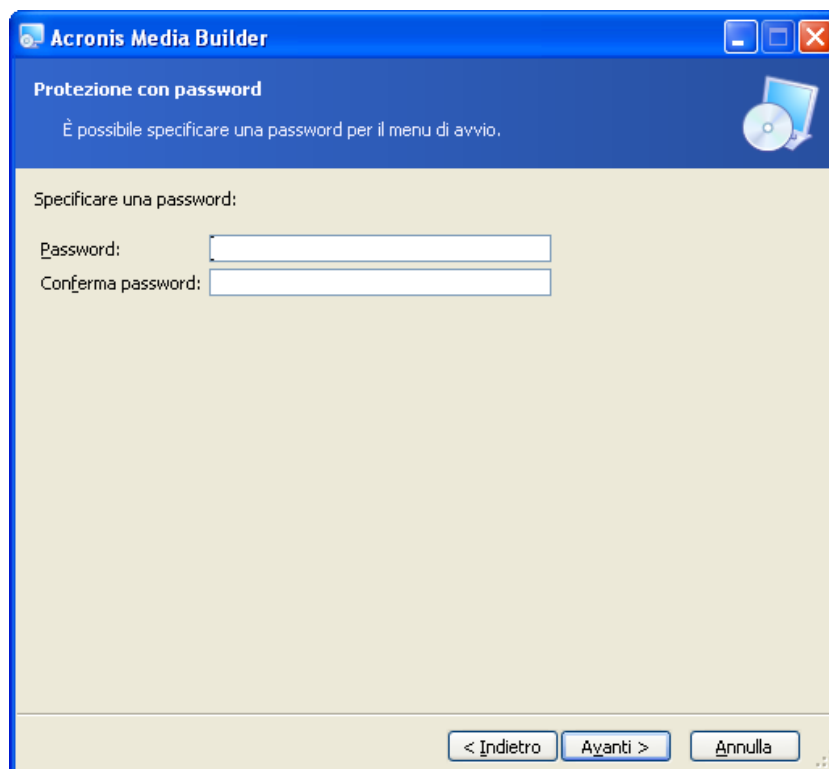 Acronis Media Builder
Protezione con password
È possibile specificare una password per il menu di avvio.
Specificare una password:
Password:
Conferma password:
< Indietro
Avanti >
Annulla